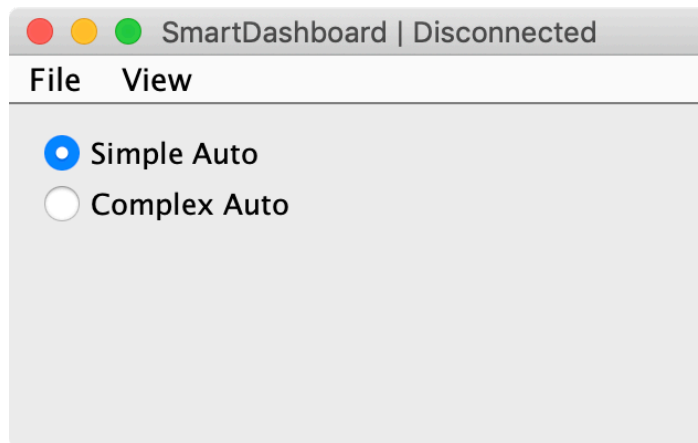 SmartDashboard | Disconnected
File View
Simple Auto
Complex Auto